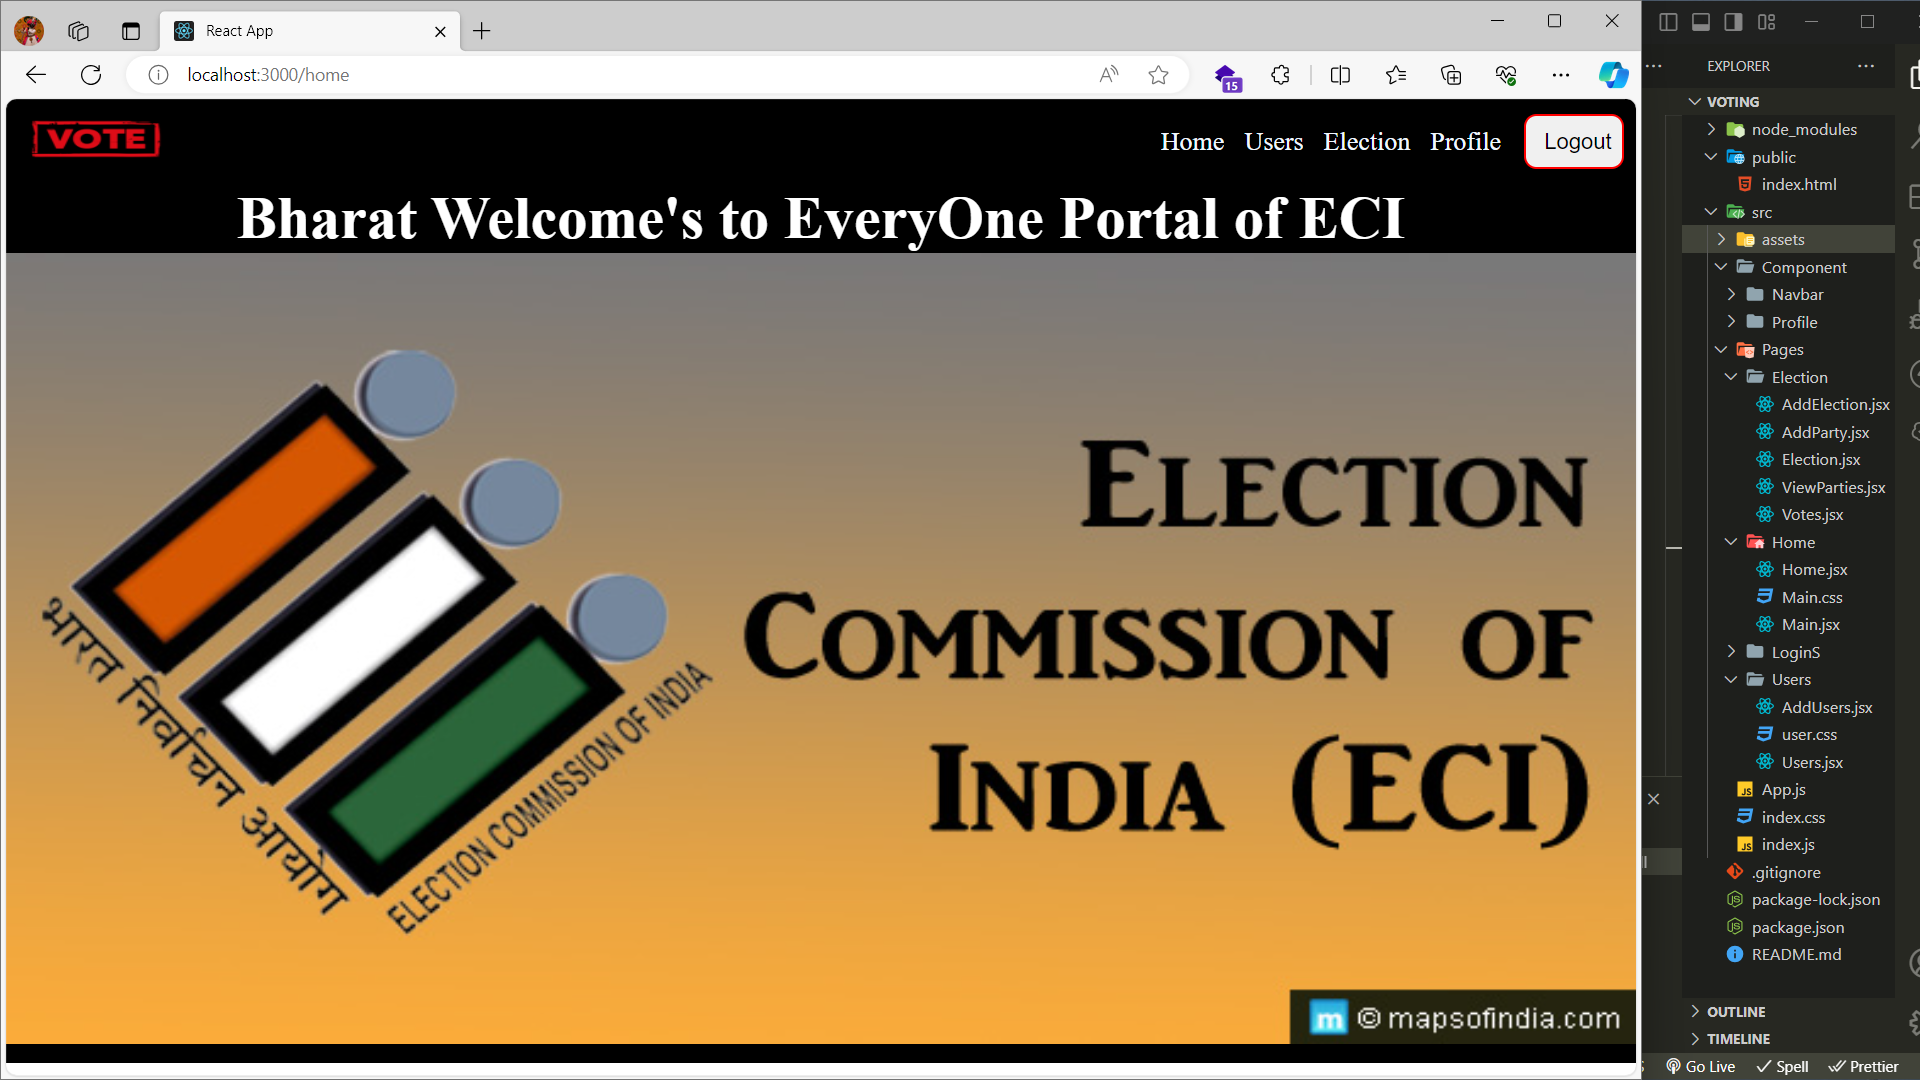 React App
localhost:3000/home
15
VOTE
Home Users Election Profile Logout
Bharat Welcome's to EveryOne Portal of ECI
ELECTION
COMMISSION OF
INDIA (ECI)
भारत निर्वाचन आयोग
ELECTION COMMISSION OF INDIA
m © mapsofindia.com
EXPLORER
VOTING
node_modules
public
index.html
src
assets
Component
Navbar
Profile
Pages
Election
AddElection.jsx
AddParty.jsx
Election.jsx
ViewParties.jsx
Votes.jsx
Home
Home.jsx
Main.css
Main.jsx
LoginS
Users
AddUsers.jsx
user.css
Users.jsx
App.js
index.css
index.js
.gitignore
package-lock.json
package.json
README.md
OUTLINE
TIMELINE
Go Live Spell Prettier